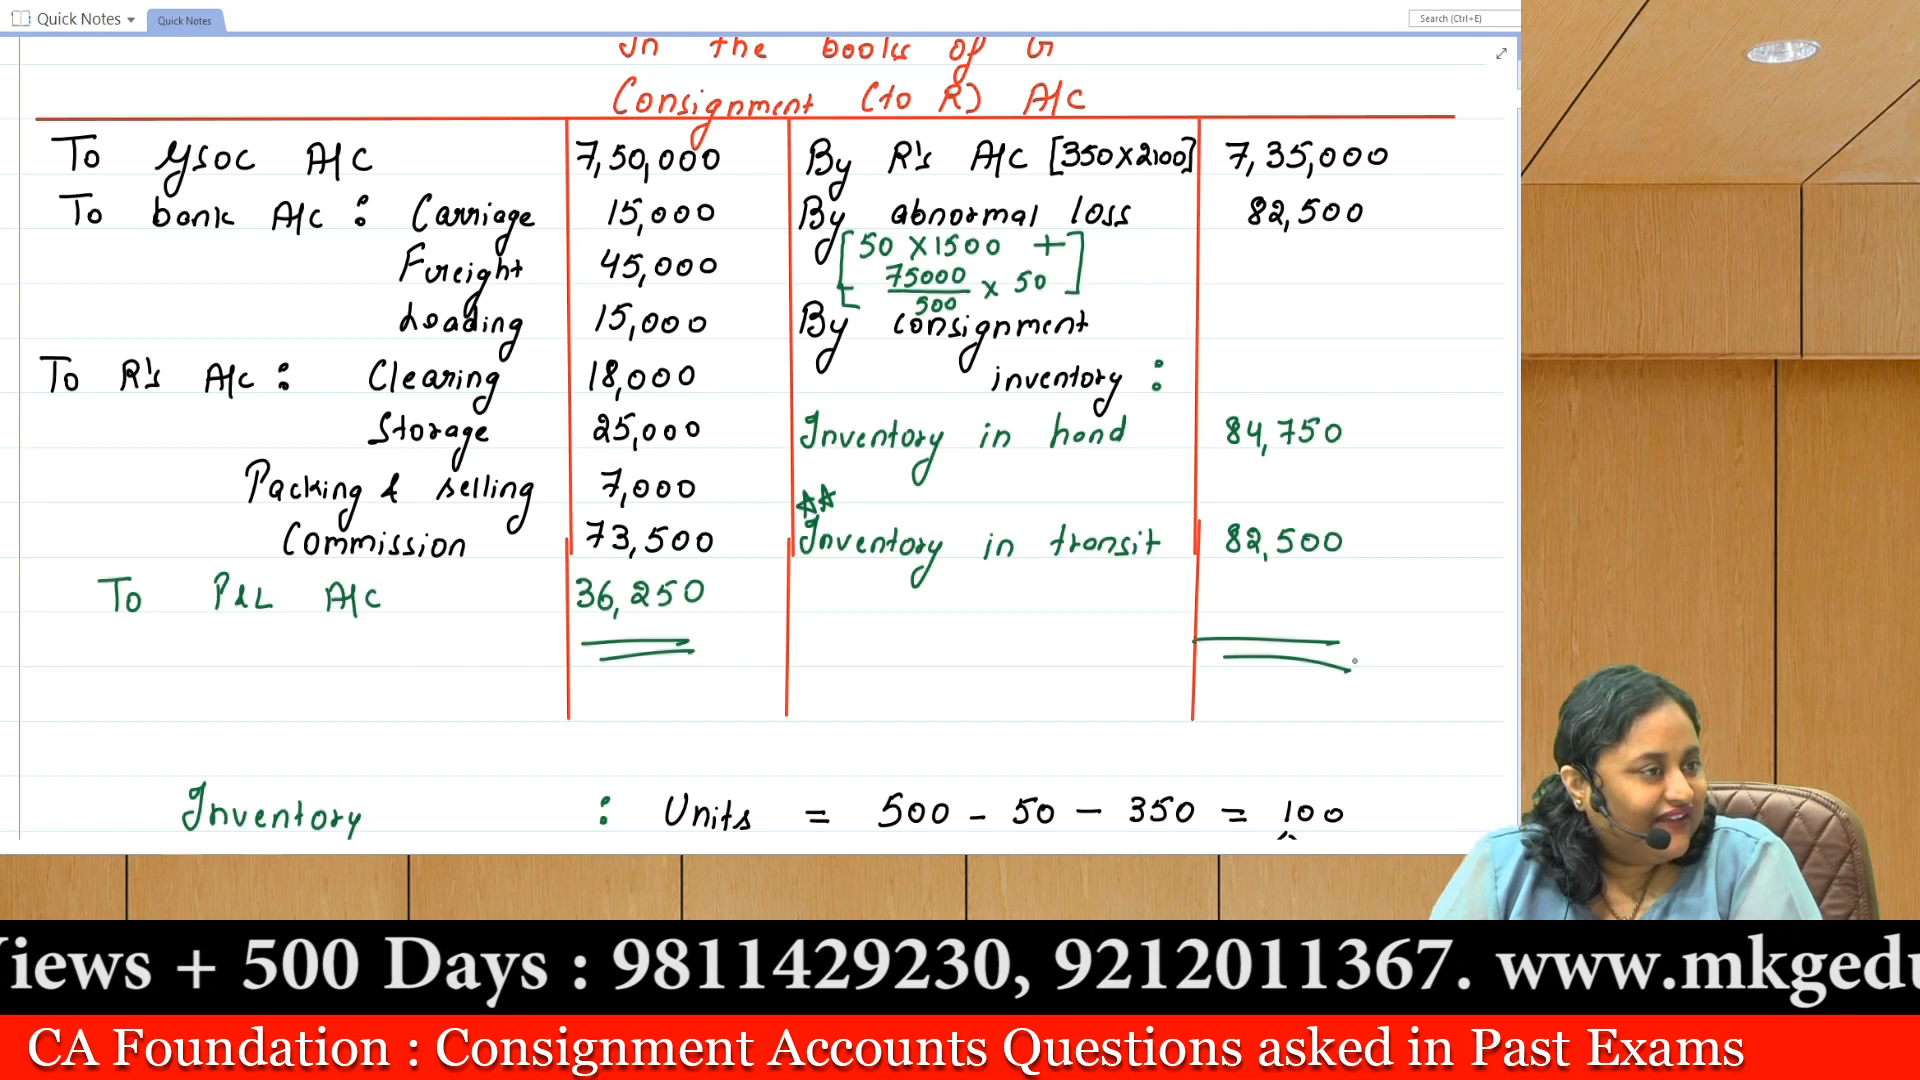 Quick Notes
Quick Notes
Search (Ctrl+E)
In the books of G
Consignment (to R) A/c
To GSOC A/C 7,50,000 By R's A/C [350x2100] 7,35,000
To bank A/C : Carriage 15,000 By abnormal loss 82,500
[50 x 1500 +
Freight 45,000 75000/500 x 50]
Loading 15,000 By consignment
To R's A/c : Clearing 18,000 inventory :
Storage 25,000 Inventory in hand 84,750
Packing & selling 7,000
Commission 73,500 Inventory in transit 82,500
To P&L A/c 36,250
Inventory : Units = 500 - 50 - 350 = 100
iews + 500 Days : 9811429230, 9212011367. www.mkgedu
CA Foundation : Consignment Accounts Questions asked in Past Exams